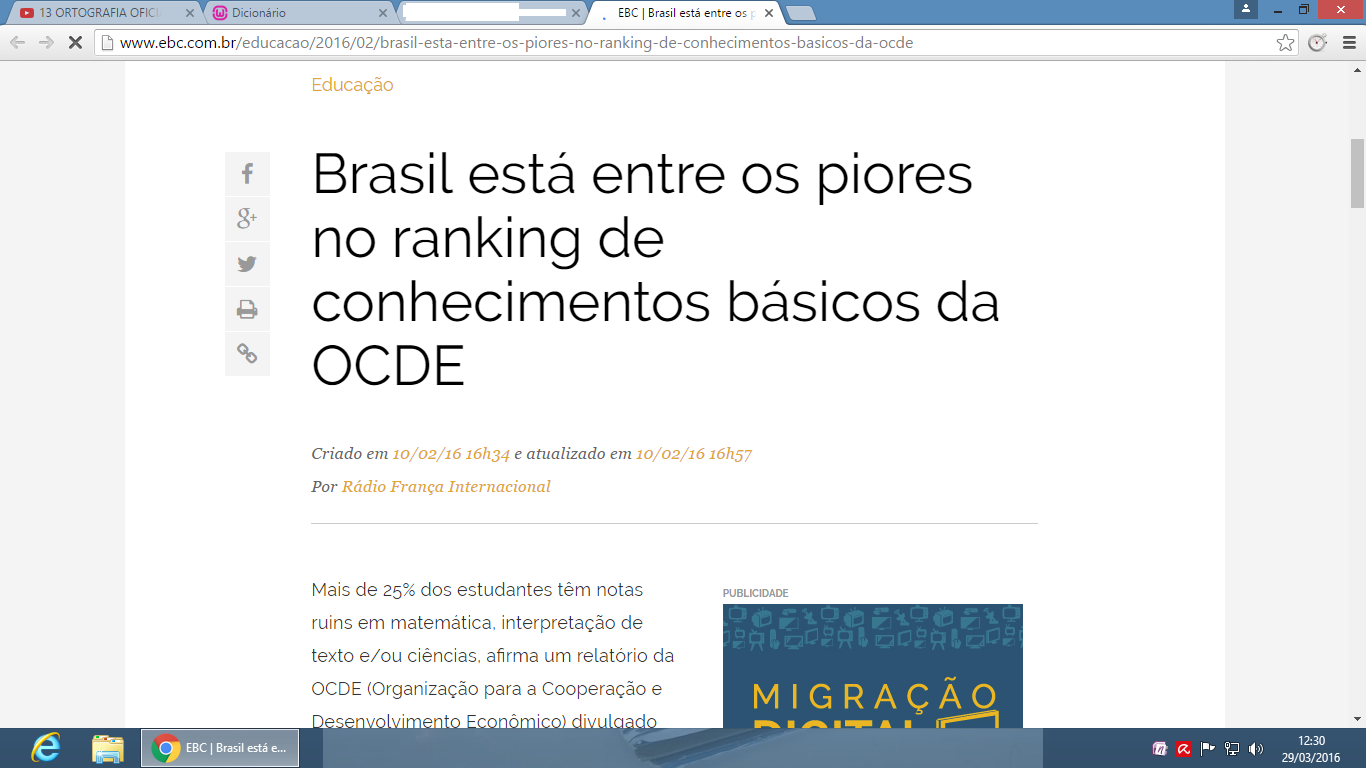 13 ORTOGRAFIA OFICI
Dicionário
EBC | Brasil está entre os p
www.ebc.com.br/educacao/2016/02/brasil-esta-entre-os-piores-no-ranking-de-conhecimentos-basicos-da-ocde
Educação
Brasil está entre os piores
no ranking de
conhecimentos básicos da
OCDE
Criado em 10/02/16 16h34 e atualizado em 10/02/16 16h57
Por Rádio França Internacional
Mais de 25% dos estudantes têm notas
ruins em matemática, interpretação de
texto e/ou ciências, afirma um relatório da
OCDE (Organização para a Cooperação e
Desenvolvimento Econômico) divulgado
PUBLICIDADE
MIGRAÇÃO
DIGITAL
EBC | Brasil está e...
12:30
29/03/2016